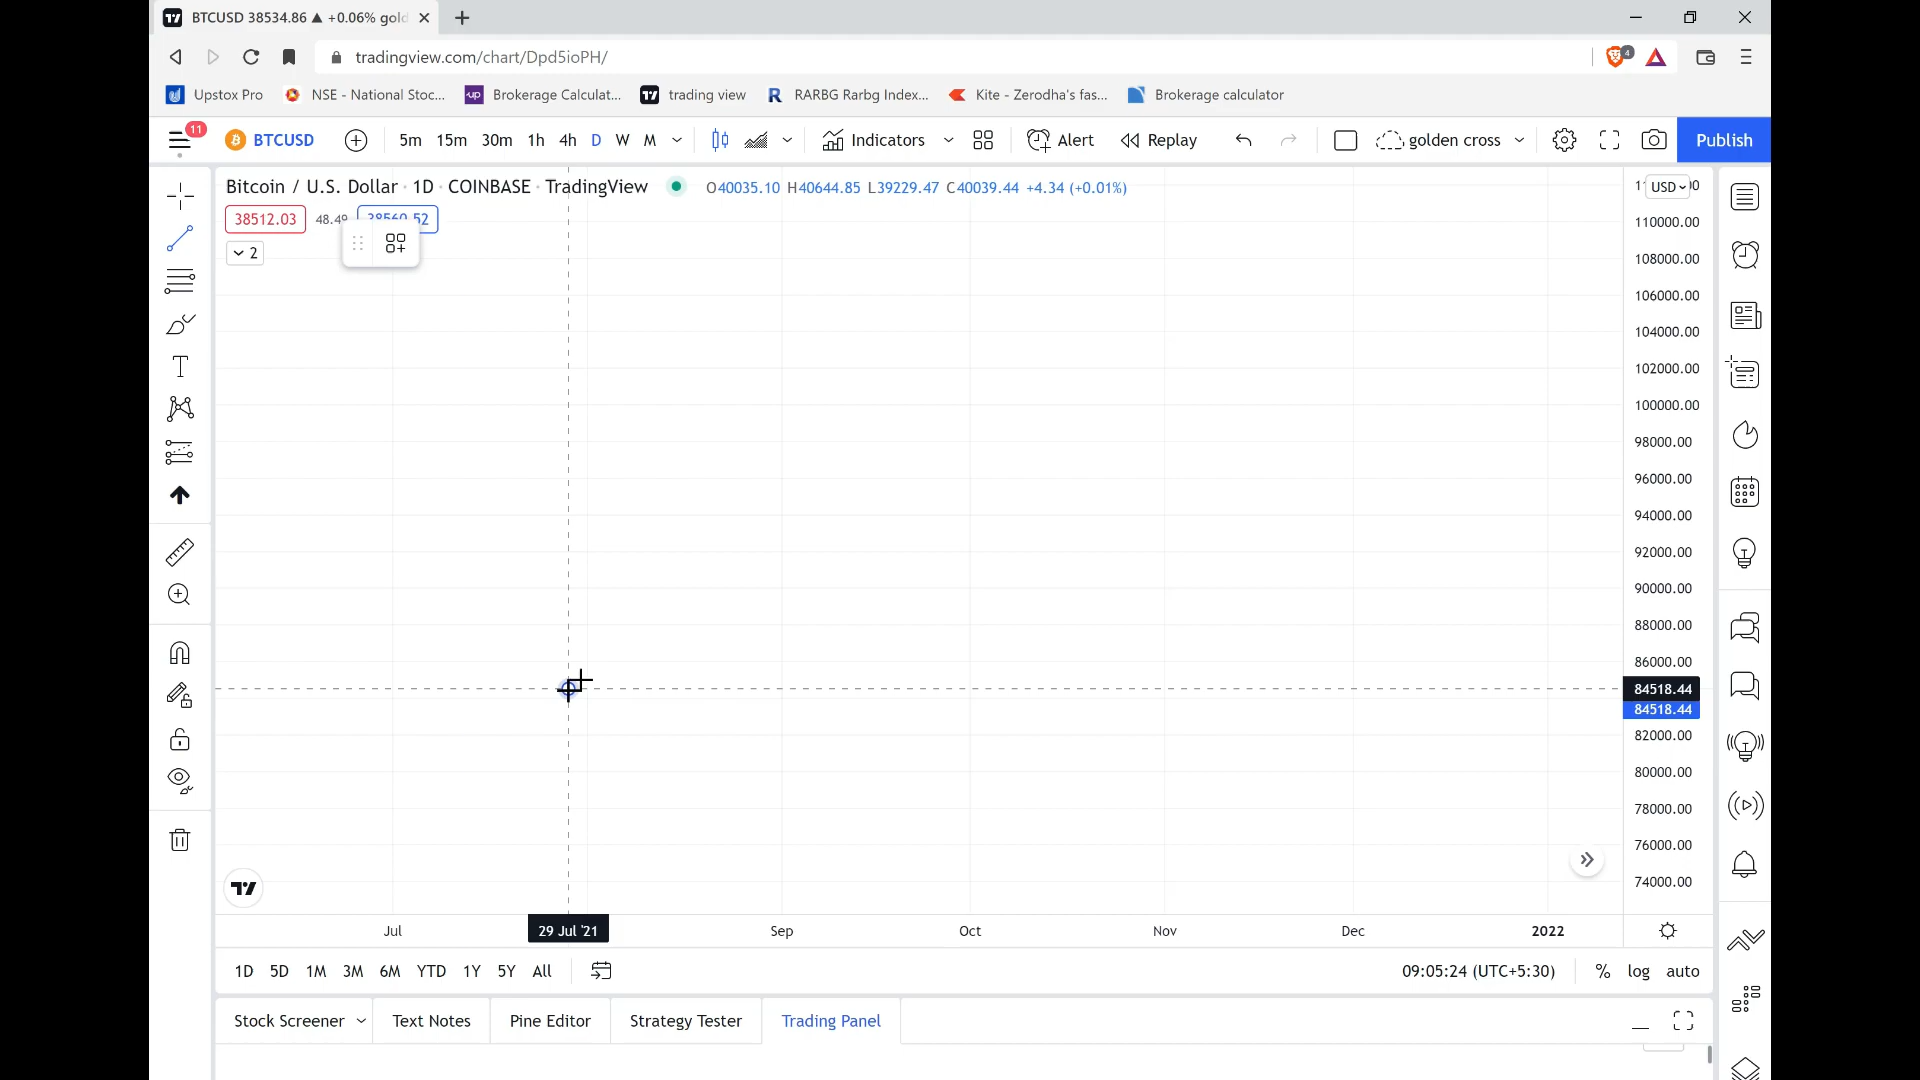 BTCUSD 38534.86 ▲ +0.06% gold
tradingview.com/chart/Dpd5ioPH/
4
Upstox Pro NSE - National Stoc... Brokerage Calculat... trading view RARBG Rarbg Index... Kite - Zerodha's fas... Brokerage calculator
11
BTCUSD 5m 15m 30m 1h 4h D W M Indicators Alert Replay golden cross Publish
Bitcoin / U.S. Dollar · 1D · COINBASE · TradingView O40035.10 H40644.85 L39229.47 C40039.44 +4.34 (+0.01%)
USD
38512.03 48.49 38560.52
2
110000.00
108000.00
106000.00
104000.00
102000.00
100000.00
98000.00
96000.00
94000.00
92000.00
90000.00
88000.00
86000.00
84518.44
84518.44
82000.00
80000.00
78000.00
76000.00
74000.00
Jul 29 Jul '21 Sep Oct Nov Dec 2022
1D 5D 1M 3M 6M YTD 1Y 5Y All 09:05:24 (UTC+5:30) % log auto
Stock Screener Text Notes Pine Editor Strategy Tester Trading Panel